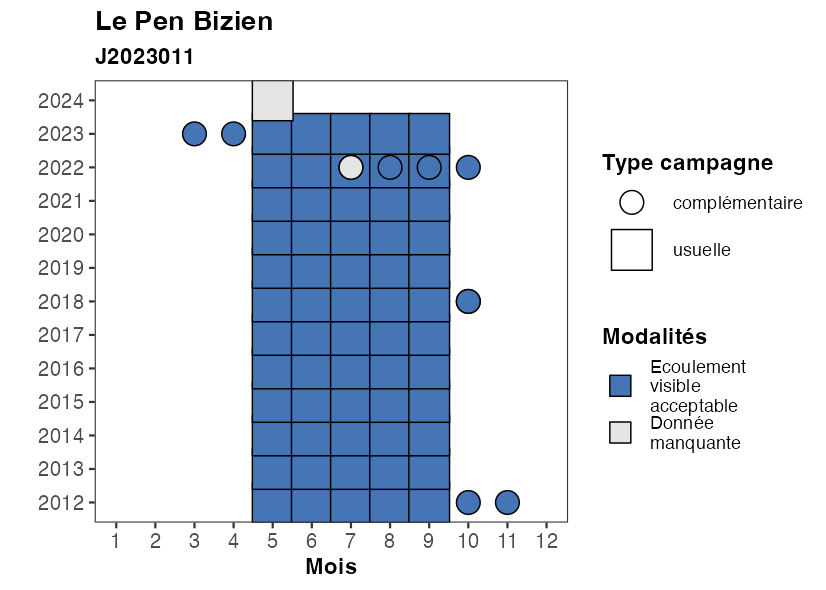 Le Pen Bizien
J2023011
2024
2023
2022
2021
2020
2019
2018
2017
2016
2015
2014
2013
2012
1 2 3 4 5 6 7 8 9 10 11 12
Mois
Type campagne
complémentaire
usuelle
Modalités
Ecoulement
visible
acceptable
Donnée
manquante